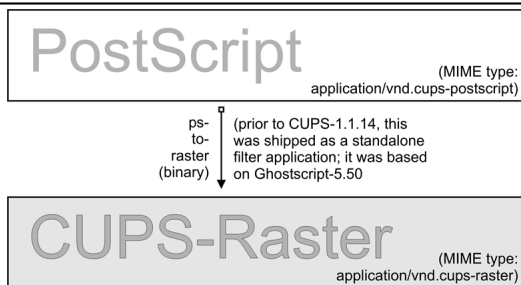 PostScript
(MIME type:
application/vnd.cups-postscript)
ps-
to-
raster
(binary)
(prior to CUPS-1.1.14, this
was shipped as a standalone
filter application; it was based
on Ghostscript-5.50
CUPS-Raster
(MIME type:
application/vnd.cups-raster)